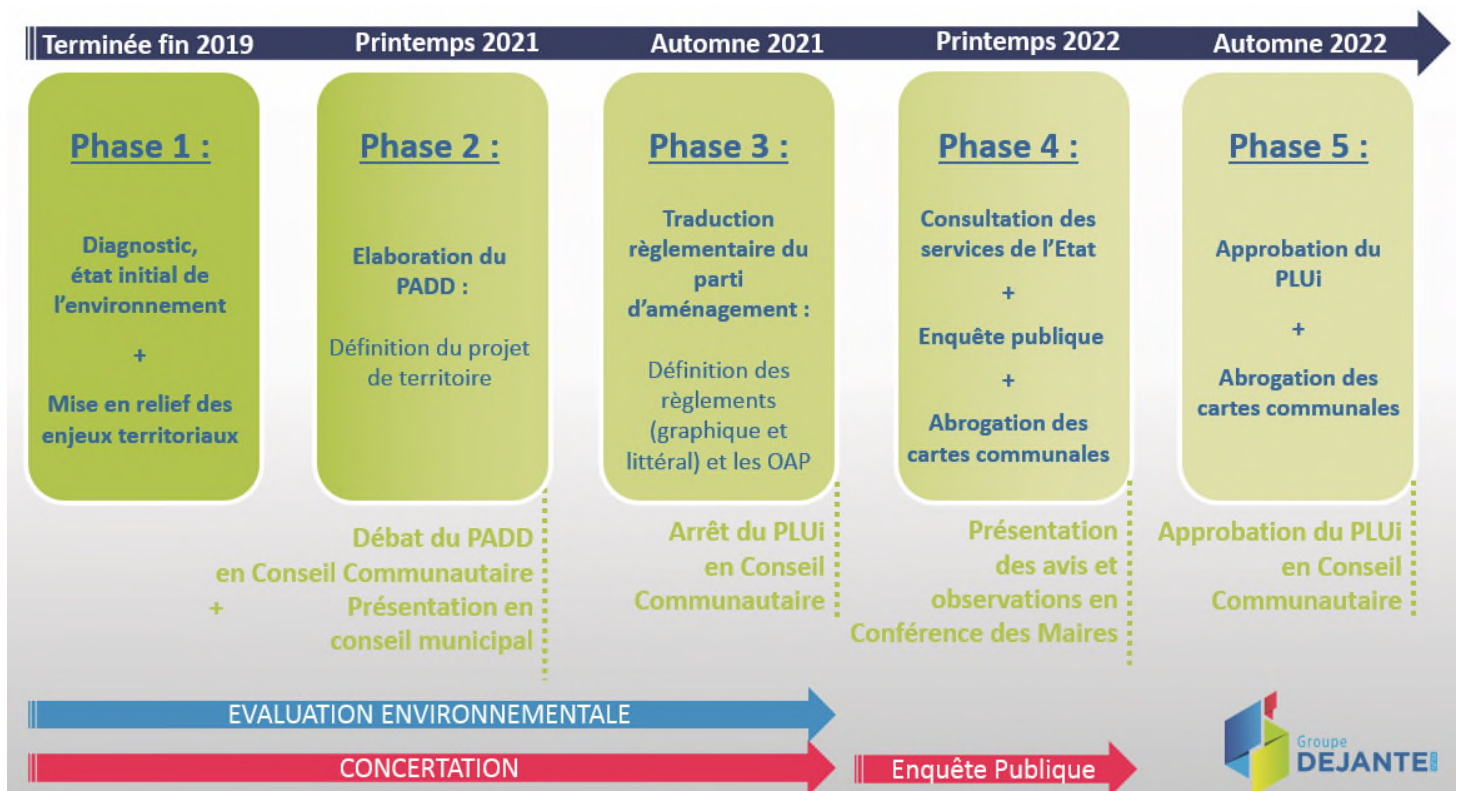 Terminée fin 2019
Printemps 2021
Automne 2021
Printemps 2022
Automne 2022
Phase 1 :
Diagnostic,
état initial de
l’environnement
+
Mise en relief des
enjeux territoriaux
Phase 2 :
Elaboration du
PADD :
Définition du projet
de territoire
Phase 3 :
Traduction
règlementaire du
parti
d’aménagement :
Définition des
règlements
(graphique et
littéral) et les OAP
Phase 4 :
Consultation des
services de l’Etat
+
Enquête publique
+
Abrogation des
cartes communales
Phase 5 :
Approbation du
PLUi
+
Abrogation des
cartes communales
Débat du PADD
en Conseil Communautaire
+ Présentation en
conseil municipal
Arrêt du PLUi
en Conseil
Communautaire
Présentation
des avis et
observations en
Conférence des Maires
Approbation du PLUi
en Conseil
Communautaire
EVALUATION ENVIRONNEMENTALE
CONCERTATION
Enquête Publique
Groupe
DEJANTE